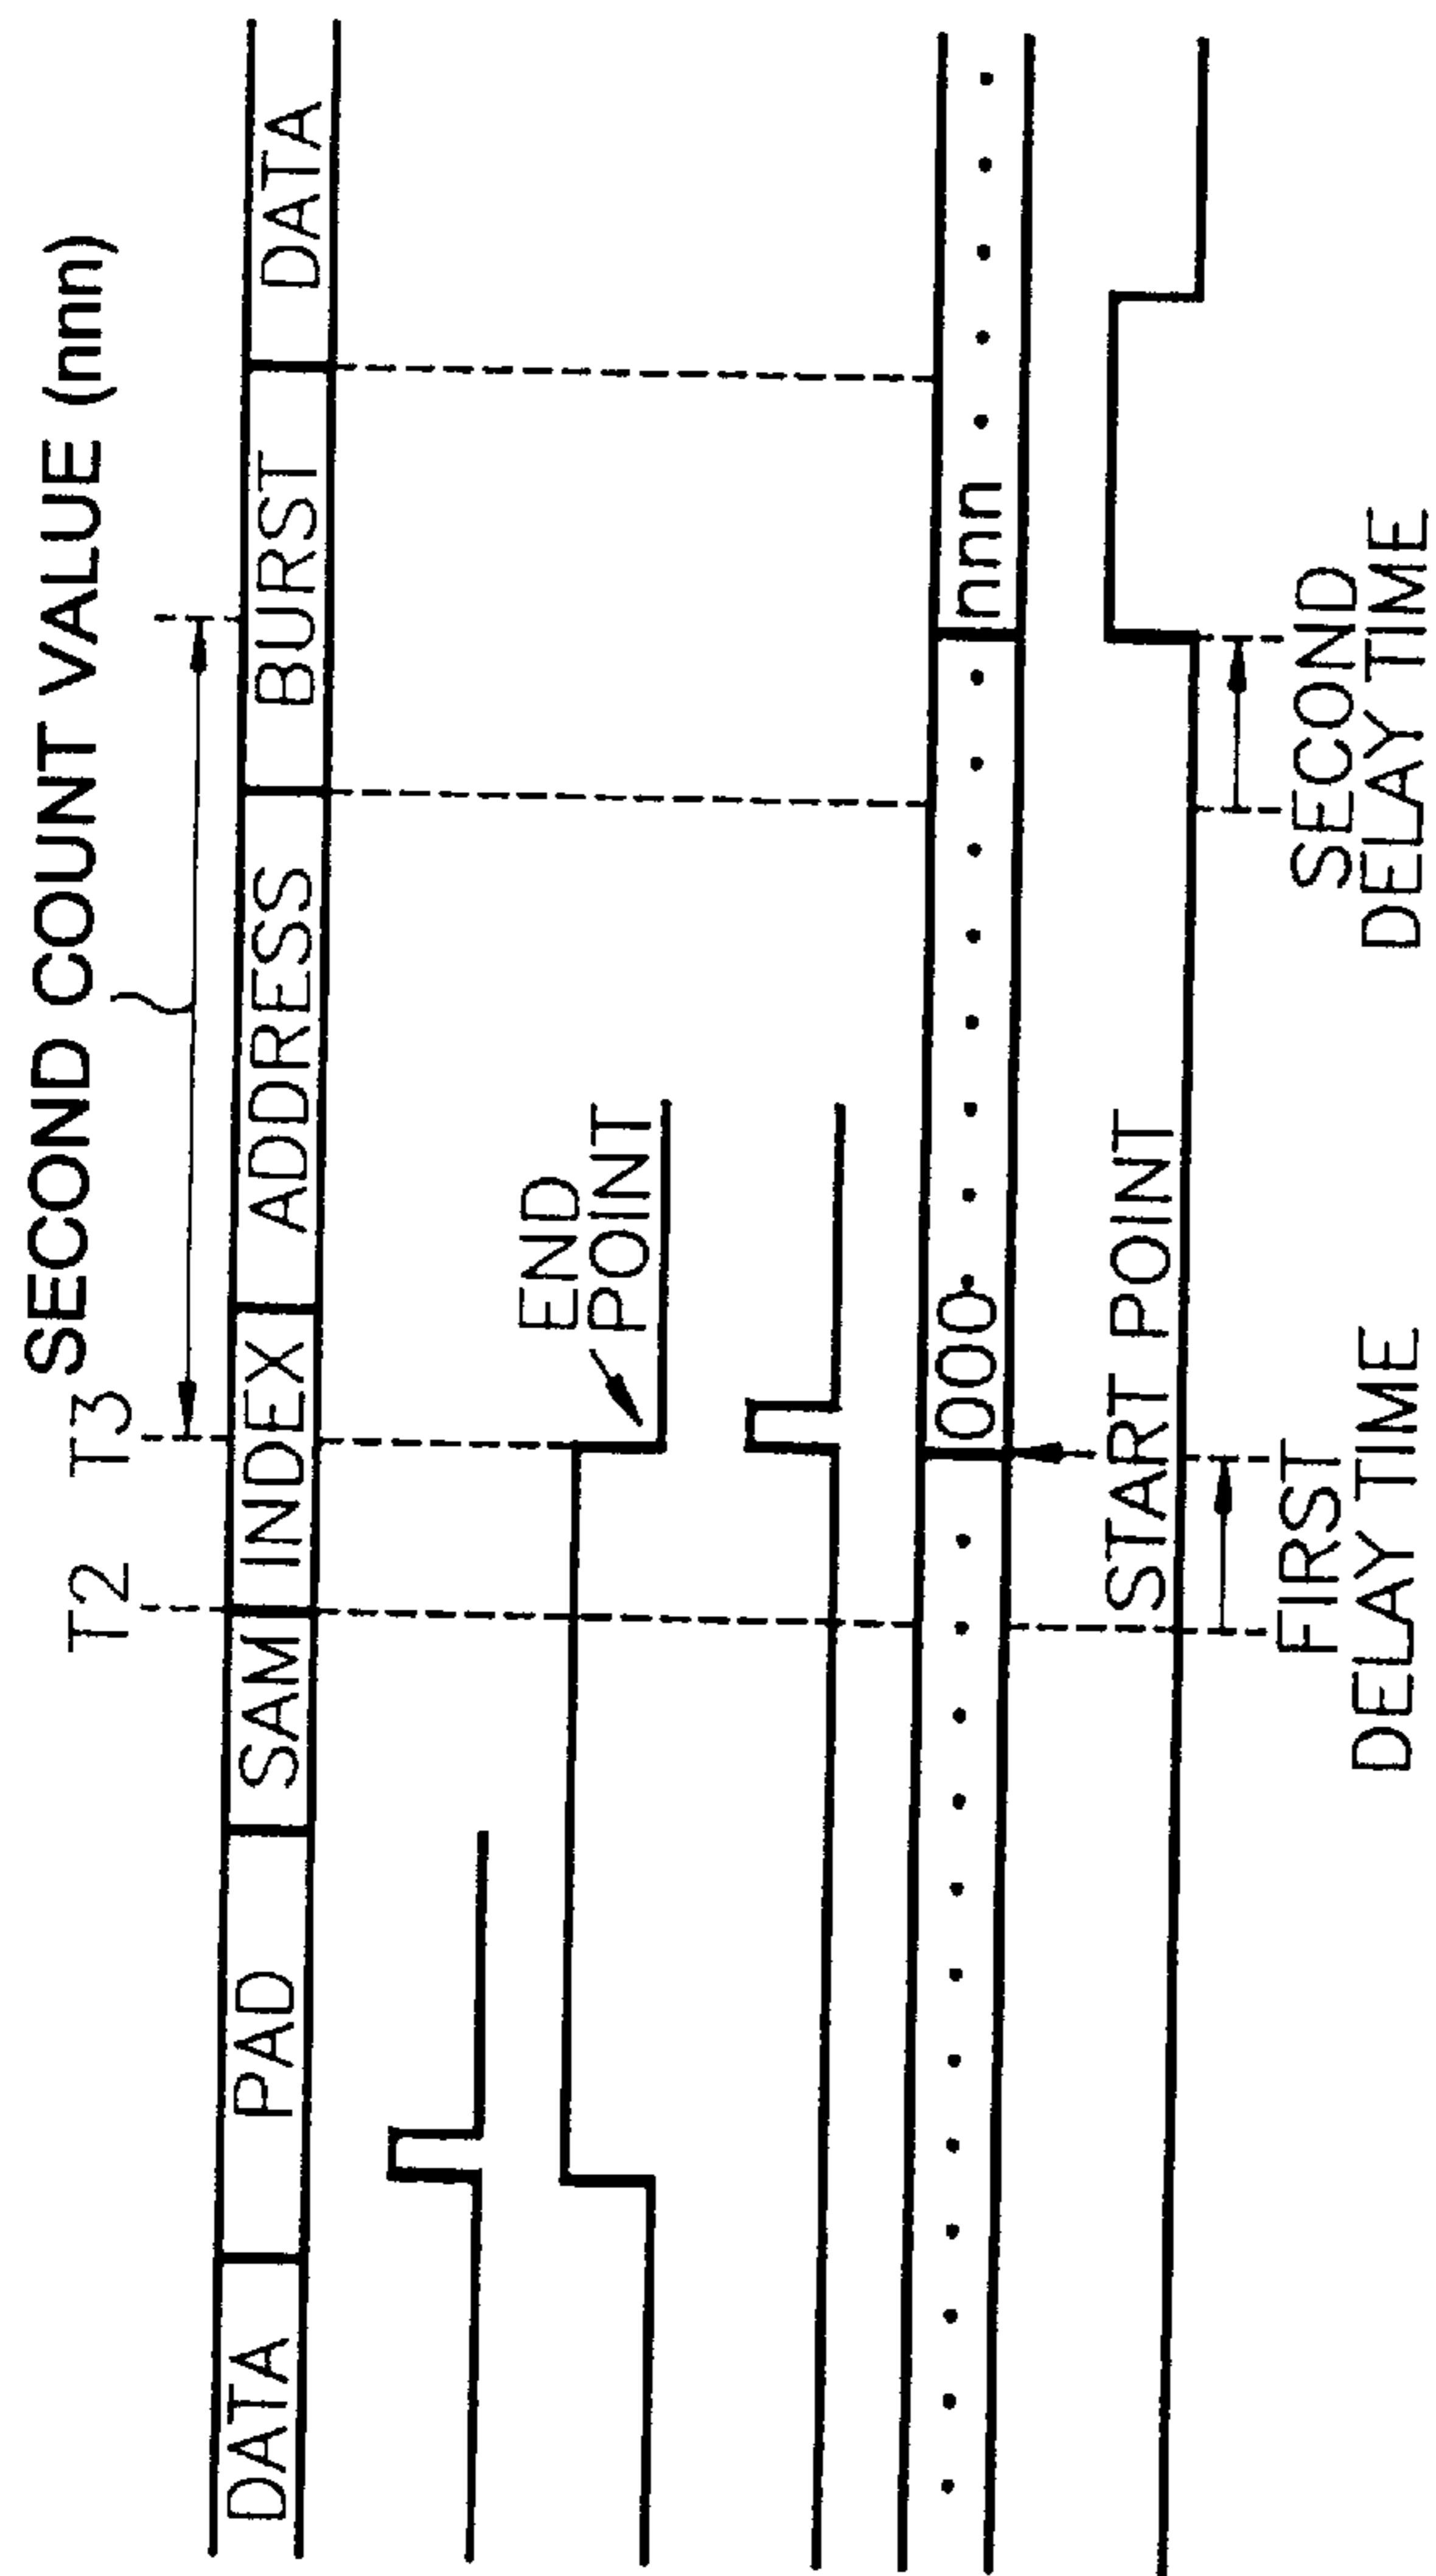 SECOND COUNT VALUE (nnn)
T2 T3
DATA PAD SAM INDEX ADDRESS BURST DATA
END
POINT
000 nnn
START POINT
FIRST
DELAY TIME
SECOND
DELAY TIME